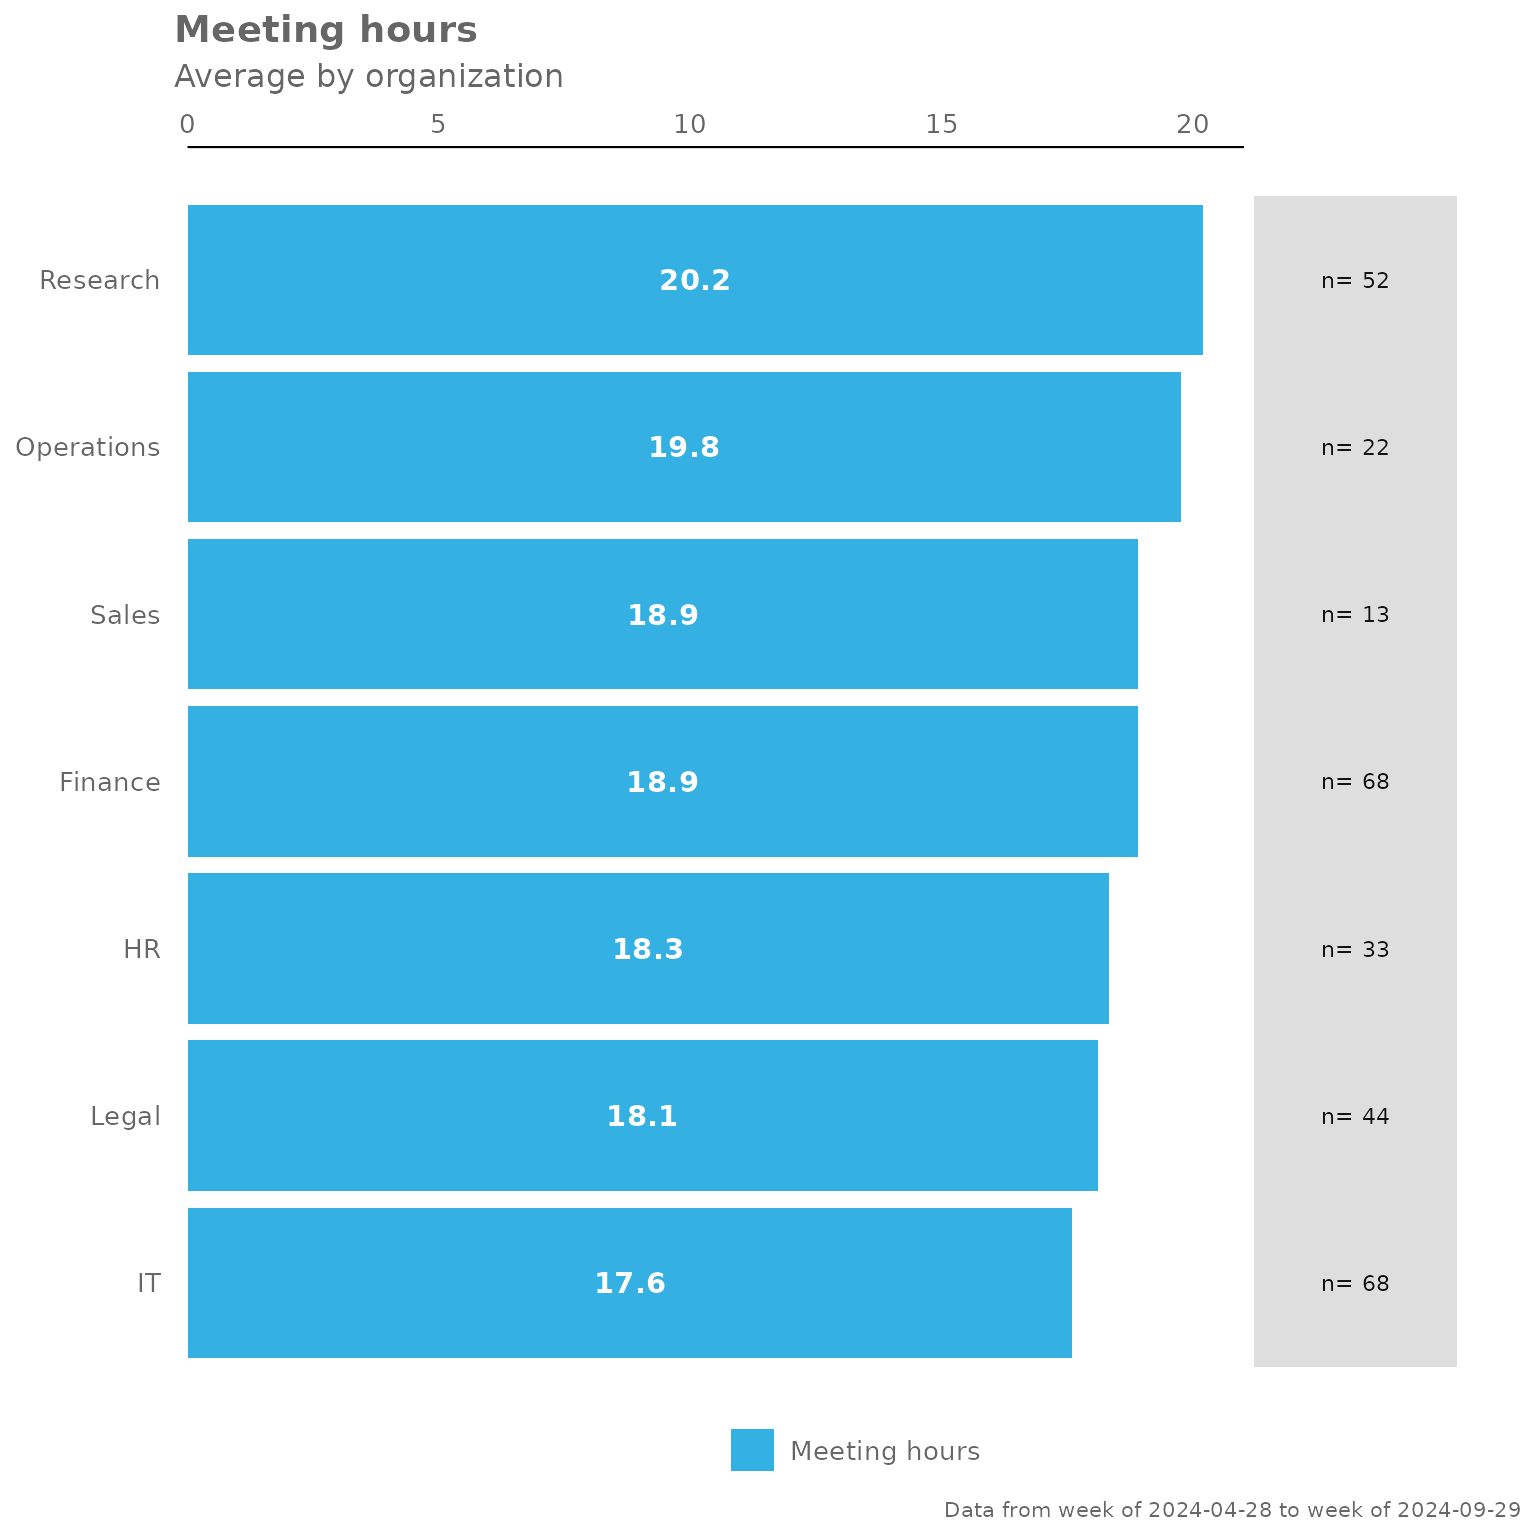 Meeting hours
Average by organization
0 5 10 15 20
Research 20.2 n= 52
Operations 19.8 n= 22
Sales 18.9 n= 13
Finance 18.9 n= 68
HR 18.3 n= 33
Legal 18.1 n= 44
IT 17.6 n= 68
Meeting hours
Data from week of 2024-04-28 to week of 2024-09-29